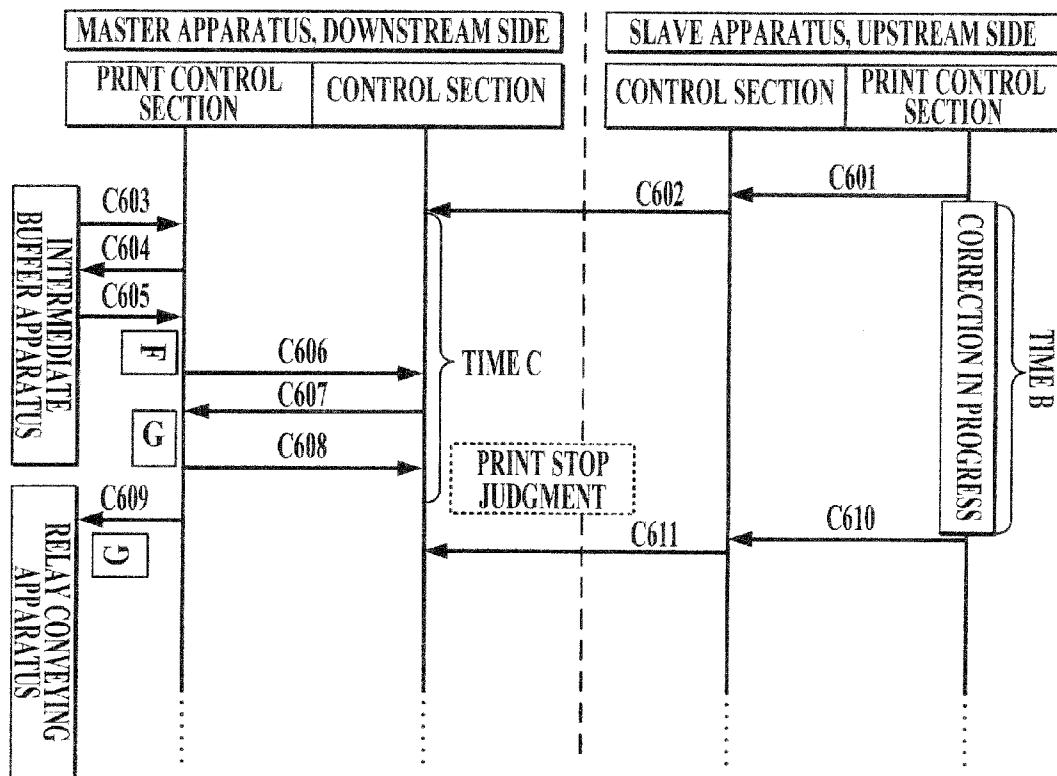 MASTER APPARATUS, DOWNSTREAM SIDE
SLAVE APPARATUS, UPSTREAM SIDE
PRINT CONTROL
SECTION
CONTROL SECTION
CONTROL SECTION
PRINT CONTROL
SECTION
C601
C602
C603
C604
C605
INTERMEDIATE
BUFFER APPARATUS
CORRECTION IN PROGRESS
TIME B
F
C606
TIME C
C607
G
C608
PRINT STOP
JUDGMENT
C609
G
C610
C611
RELAY CONVEYING
APPARATUS